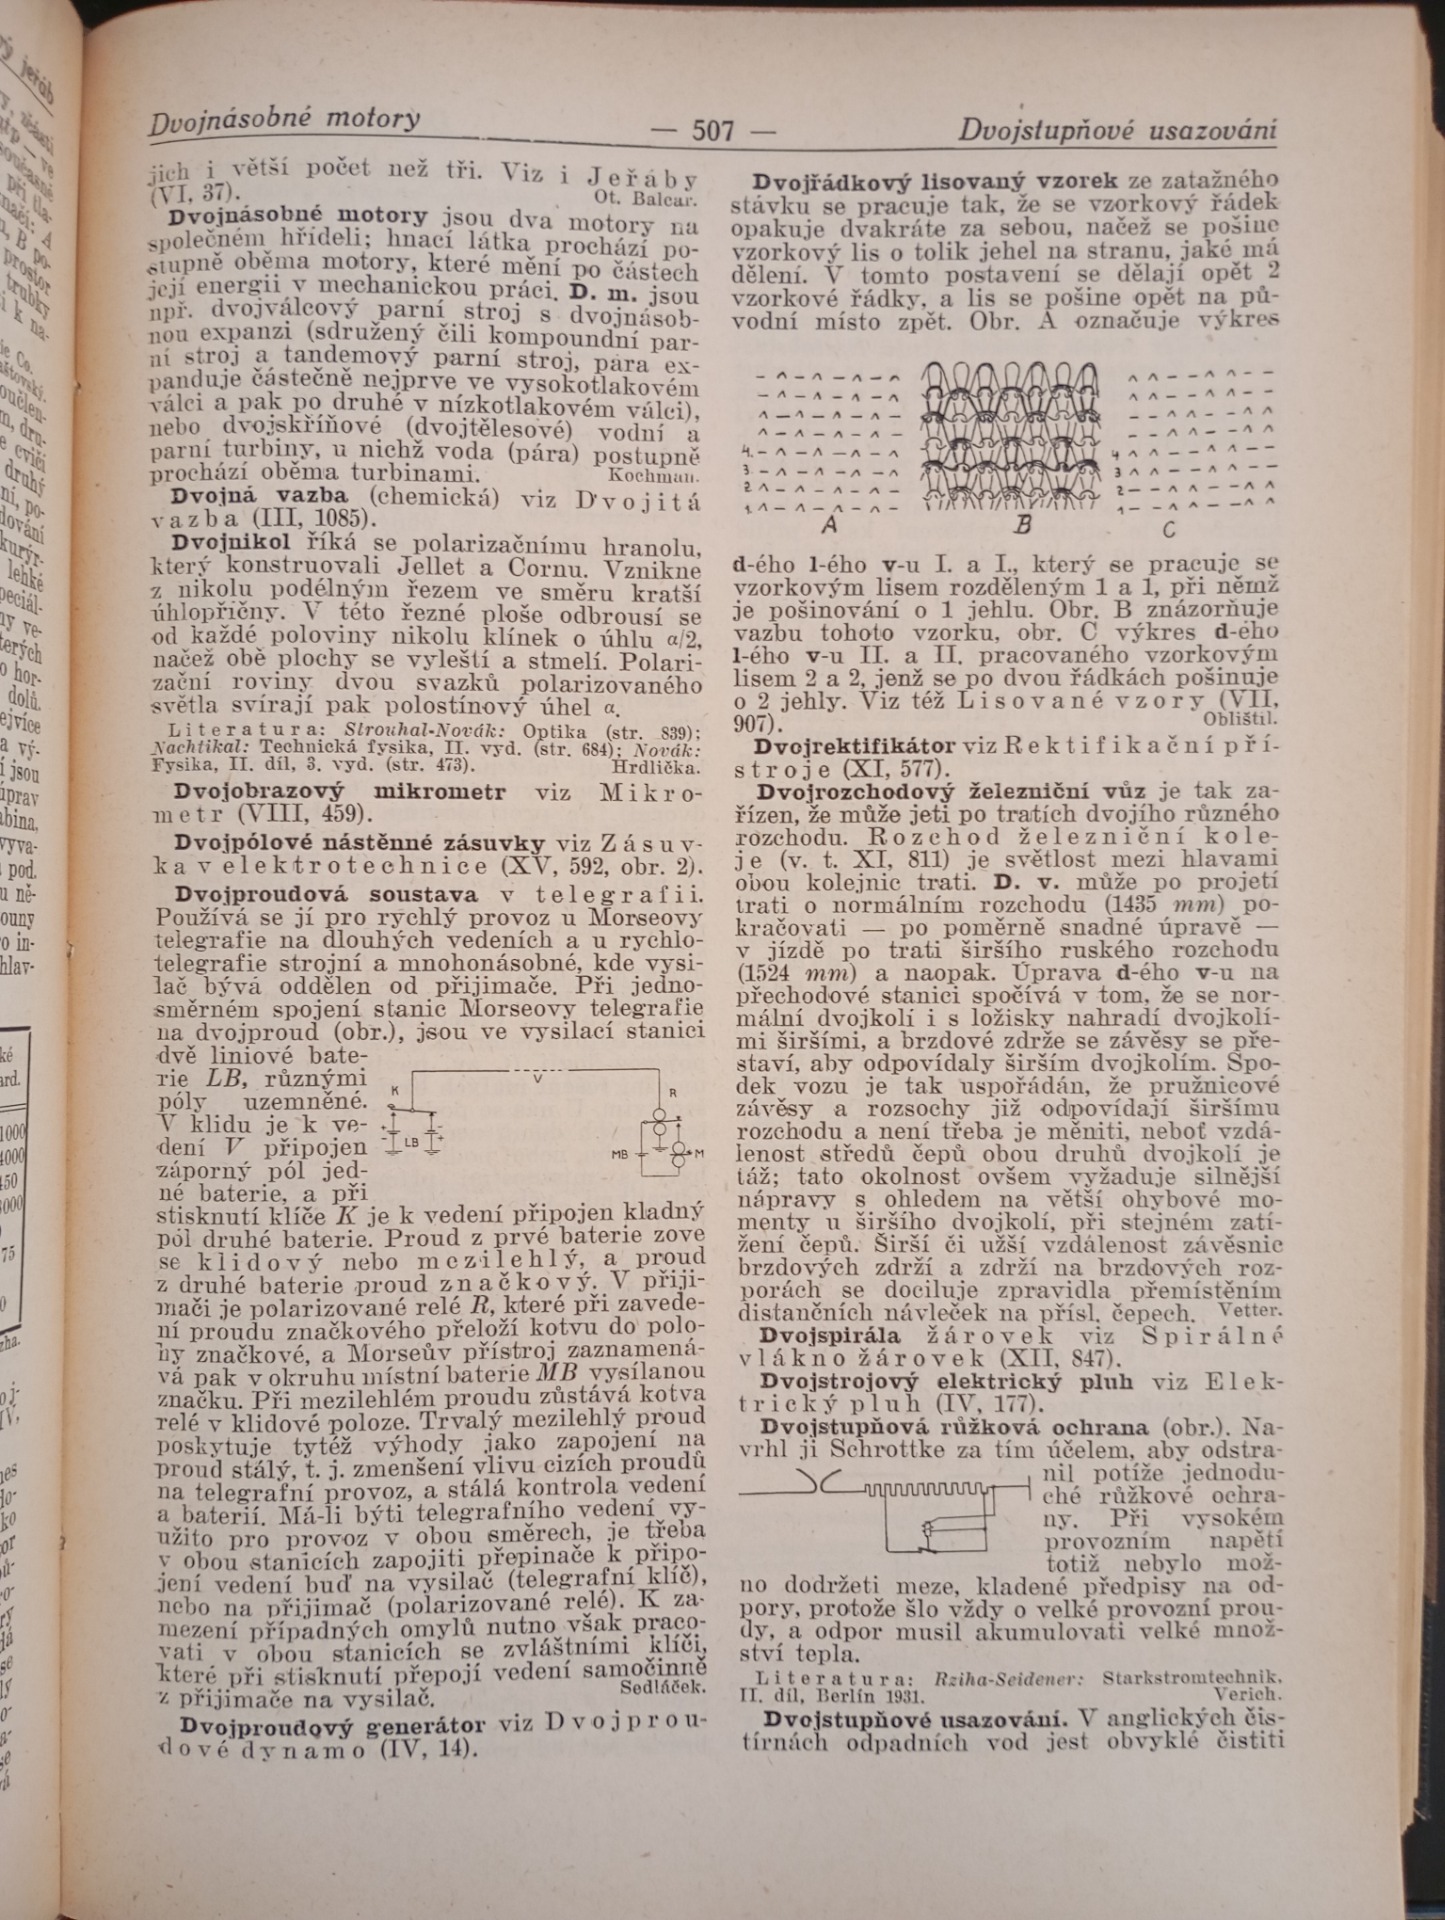 Dvojnásobné motory
— 507 —
Dvojstupňové usazování
jich i větší počet než tři. Viz i Jeřáby
(VI, 37).
Ot. Balcar.
Dvojnásobné motory jsou dva motory na
společném hřídeli; hnací látka prochází po-
stupně oběma motory, které mění po částech
její energii v mechanickou práci. D. m. jsou
např. dvojválcový parní stroj s dvojnásob-
nou expanzí (sdružený čili kompoundní par-
ní stroj a tandemový parní stroj, pára ex-
panduje částečně nejprve ve vysokotlakovém
válci a pak po druhé v nízkotlakovém válci),
nebo dvojskříňové (dvojtělesové) vodní a
parní turbiny, u nichž voda (pára) postupně
prochází oběma turbinami.
Kochman.
Dvojná vazba (chemická) viz Dvojitá
vazba (III, 1085).
Dvojnikol říká se polarizačnímu hranolu,
který konstruovali Jellet a Cornu. Vznikne
z nikolu podélným řezem ve směru kratší
úhlopříčny. V této řezné ploše odbrousí se
od každé poloviny nikolu klínek o úhlu α/2,
načež obě plochy se vyleští a stmelí. Polari-
zační roviny dvou svazků polarizovaného
světla svírají pak polostínový úhel α.
Literatura: Strouhal-Novák: Optika (str. 839);
Nachtikal: Technická fysika, II. vyd. (str. 684); Novák:
Fysika, II. díl, 3. vyd. (str. 473).
Hrdlička.
Dvojobrazový mikrometr viz Mikro-
metr (VIII, 459).
Dvojpólové nástěnné zásuvky viz Zásuv-
ka v elektrotechnice (XV, 592, obr. 2).
Dvojproudová soustava v telegrafii.
Používá se jí pro rychlý provoz u Morseovy
telegrafie na dlouhých vedeních a u rychlo-
telegrafie strojní a mnohonásobné, kde vysi-
lač bývá oddělen od přijimače. Při jedno-
směrném spojení stanic Morseovy telegrafie
na dvojproud (obr.), jsou ve vysilací stanici
dvě liniové bate-
rie LB, různými
póly uzemněné.
V klidu je k ve-
dení V připojen
záporný pól jed-
né baterie, a při
K
V
R
LB
MB
M
stisknutí klíče K je k vedení připojen kladný
pól druhé baterie. Proud z prvé baterie zove
se klidový nebo mezilehlý, a proud
z druhé baterie proud značkový. V přiji-
mači je polarizované relé R, které při zavede-
ní proudu značkového přeloží kotvu do polo-
hy značkové, a Morseův přístroj zaznamená-
vá pak v okruhu místní baterie MB vysílanou
značku. Při mezilehlém proudu zůstává kotva
relé v klidové poloze. Trvalý mezilehlý proud
poskytuje tytéž výhody jako zapojení na
proud stálý, t. j. zmenšení vlivu cizích proudů
na telegrafní provoz, a stálá kontrola vedení
a baterií. Má-li býti telegrafního vedení vy-
užito pro provoz v obou směrech, je třeba
v obou stanicích zapojiti přepinače k připo-
jení vedení buď na vysilač (telegrafní klíč),
nebo na přijimač (polarizované relé). K za-
mezení případných omylů nutno však praco-
vati v obou stanicích se zvláštními klíči,
které při stisknutí přepojí vedení samočinně
z přijimače na vysilač.
Sedláček.
Dvojproudový generátor viz Dvojprou-
dové dynamo (IV, 14).
Dvojřádkový lisovaný vzorek ze zatažného
stávku se pracuje tak, že se vzorkový řádek
opakuje dvakráte za sebou, načež se pošine
vzorkový lis o tolik jehel na stranu, jaké má
dělení. V tomto postavení se dělají opět 2
vzorkové řádky, a lis se pošine opět na pů-
vodní místo zpět. Obr. A označuje výkres
4. 3. 2. 1.
A
B
4 3 2 1
C
d-ého l-ého v-u I. a I., který se pracuje se
vzorkovým lisem rozděleným 1 a 1, při němž
je pošinování o 1 jehlu. Obr. B znázorňuje
vazbu tohoto vzorku, obr. C výkres d-ého
l-ého v-u II. a II. pracovaného vzorkovým
lisem 2 a 2, jenž se po dvou řádkách pošinuje
o 2 jehly. Viz též Lisované vzory (VII,
907).
Oblištil.
Dvojrektifikátor viz Rektifikační pří-
stroje (XI, 577).
Dvojrozchodový železniční vůz je tak za-
řízen, že může jeti po tratích dvojího různého
rozchodu. Rozchod železniční kole-
je (v. t. XI, 811) je světlost mezi hlavami
obou kolejnic trati. D. v. může po projetí
trati o normálním rozchodu (1435 mm) po-
kračovati — po poměrně snadné úpravě —
v jízdě po trati širšího ruského rozchodu
(1524 mm) a naopak. Úprava d-ého v-u na
přechodové stanici spočívá v tom, že se nor-
mální dvojkolí i s ložisky nahradí dvojkolí-
mi širšími, a brzdové zdrže se závěsy se pře-
staví, aby odpovídaly širším dvojkolím. Spo-
dek vozu je tak uspořádán, že pružnicové
závěsy a rozsochy již odpovídají širšímu
rozchodu a není třeba je měniti, neboť vzdá-
lenost středů čepů obou druhů dvojkolí je
táž; tato okolnost ovšem vyžaduje silnější
nápravy s ohledem na větší ohybové mo-
menty u širšího dvojkolí, při stejném zatí-
žení čepů. Širší či užší vzdálenost závěsnic
brzdových zdrží a zdrží na brzdových roz-
porách se dociluje zpravidla přemístěním
distančních návleček na přísl. čepech.
Vetter.
Dvojspirála žárovek viz Spirálné
vlákno žárovek (XII, 847).
Dvojstrojový elektrický pluh viz Elek-
trický pluh (IV, 177).
Dvojstupňová růžková ochrana (obr.). Na-
vrhl ji Schrottke za tím účelem, aby odstra-
nil potíže jednodu-
ché růžkové ochra-
ny. Při vysokém
provozním napětí
totiž nebylo mož-
no dodržeti meze, kladené předpisy na od-
pory, protože šlo vždy o velké provozní prou-
dy, a odpor musil akumulovati velké množ-
ství tepla.
Literatura: Rziha-Seidener: Starkstromtechnik.
II. díl, Berlín 1931.
Verich.
Dvojstupňové usazování. V anglických čis-
tírnách odpadních vod jest obvyklé čistiti